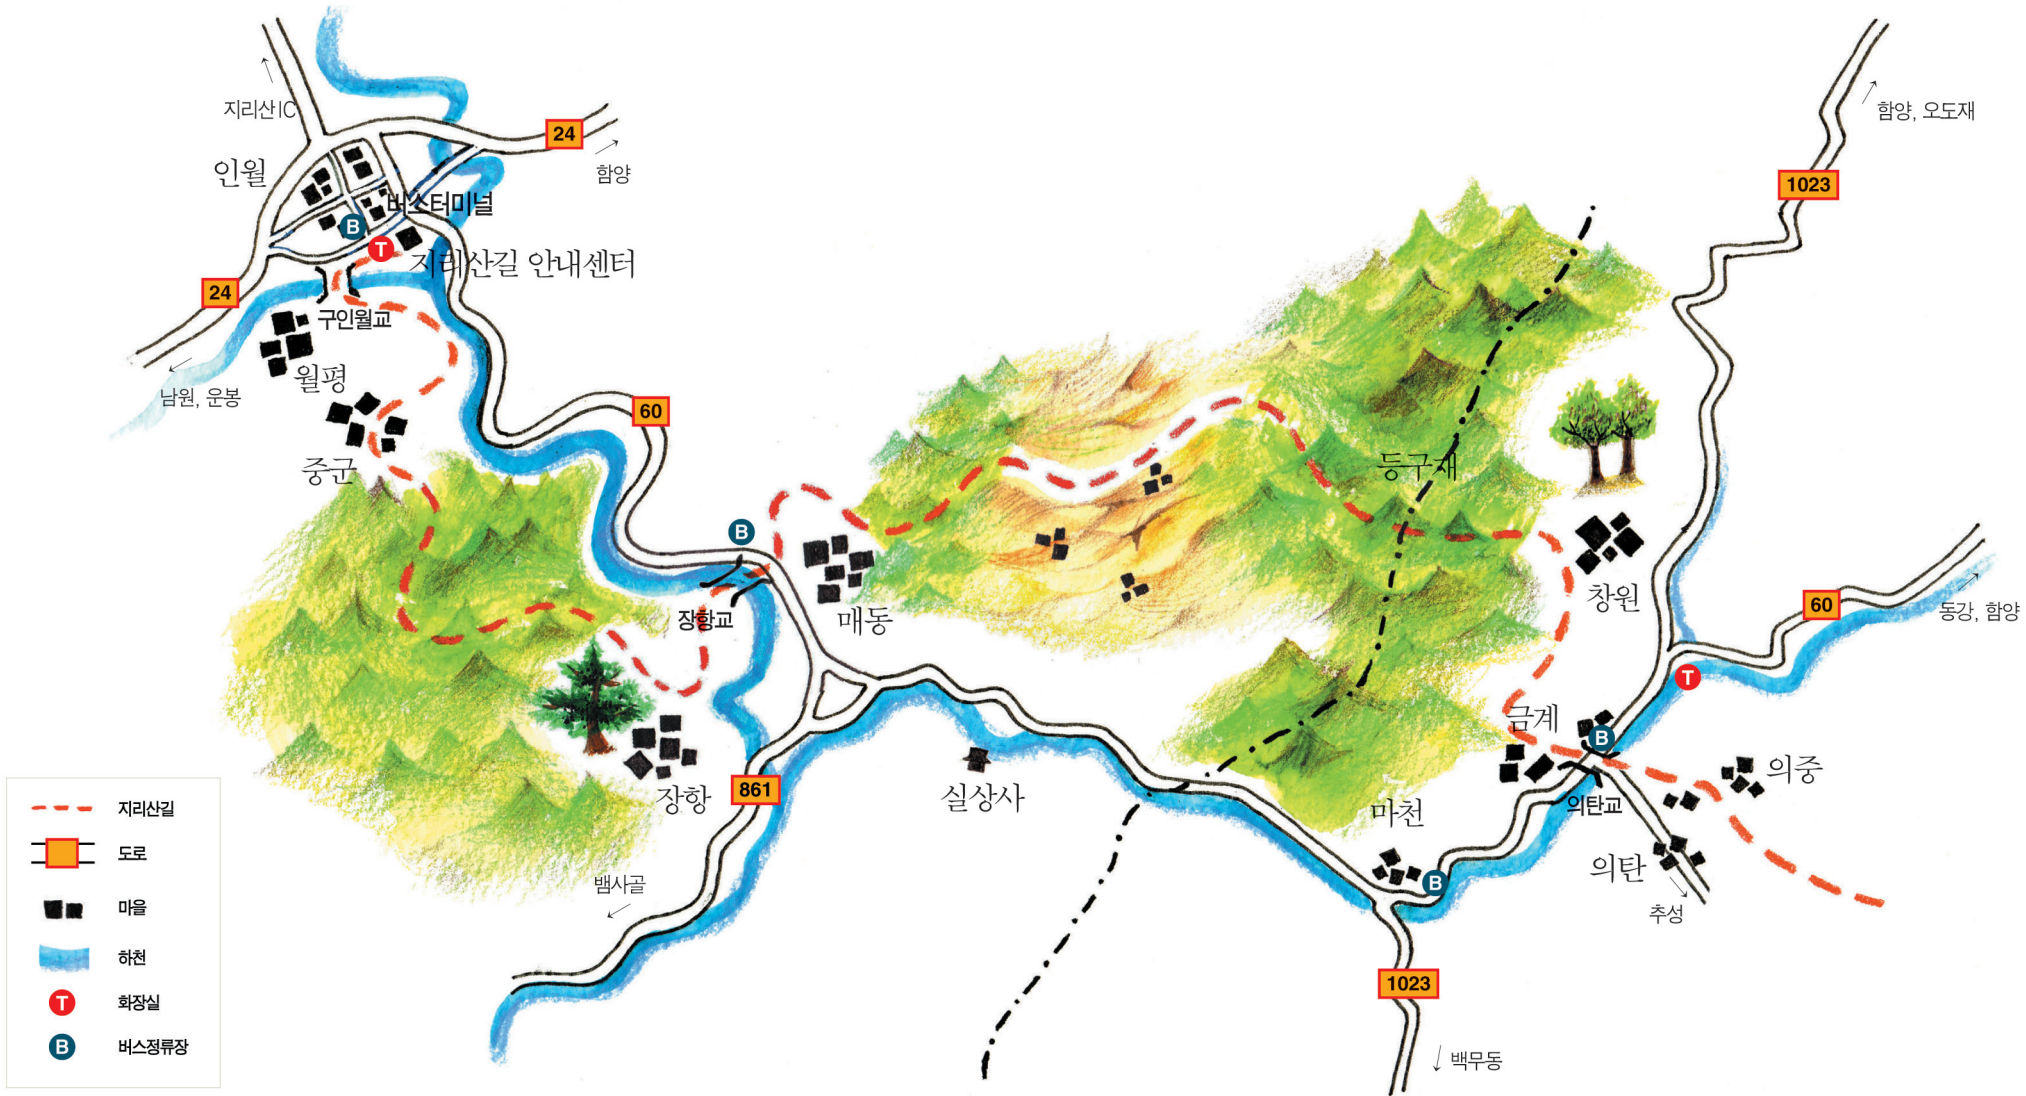 지리산IC
24
함양
인월
버스터미널
B
T
지리산길 안내센터
24
구인월교
월평
남원, 운봉
중군
60
B
장항교
매동
장항
861
뱀사골
실상사
등구재
함양, 오도재
1023
창원
60
동강, 함양
T
금계
B
의중
의탄교
의탄
추성
마천
B
1023
백무동
지리산길
도로
마을
하천
T
화장실
B
버스정류장